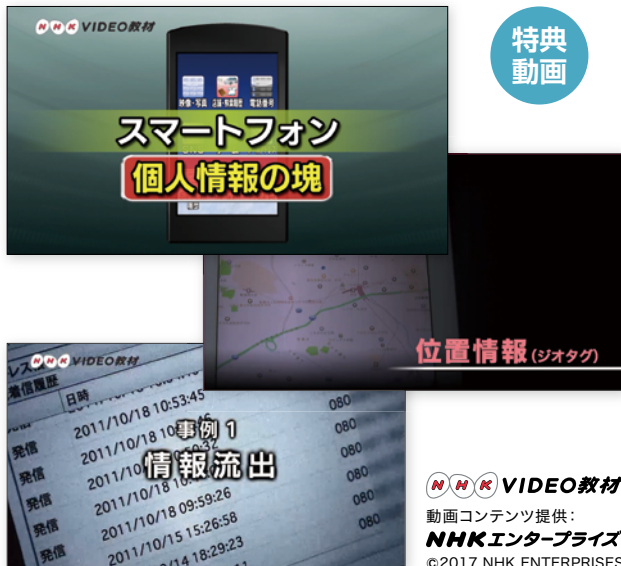 NHK VIDEO教材
特典
動画
映像・写真
電話番号
スマートフォン
個人情報の塊
位置情報(ジオタグ)
NHK VIDEO教材
着信履歴
日時
発信 2011/10/18 10:53:45 080
事例1
情報流出
発信
080
発信
080
発信 2011/10/18 09:59:26 080
発信 2011/10/15 15:26:58 080
発信
14 18:29:23
080
NHK VIDEO教材
動画コンテンツ提供:
NHKエンタープライズ
©2017 NHK ENTERPRISES